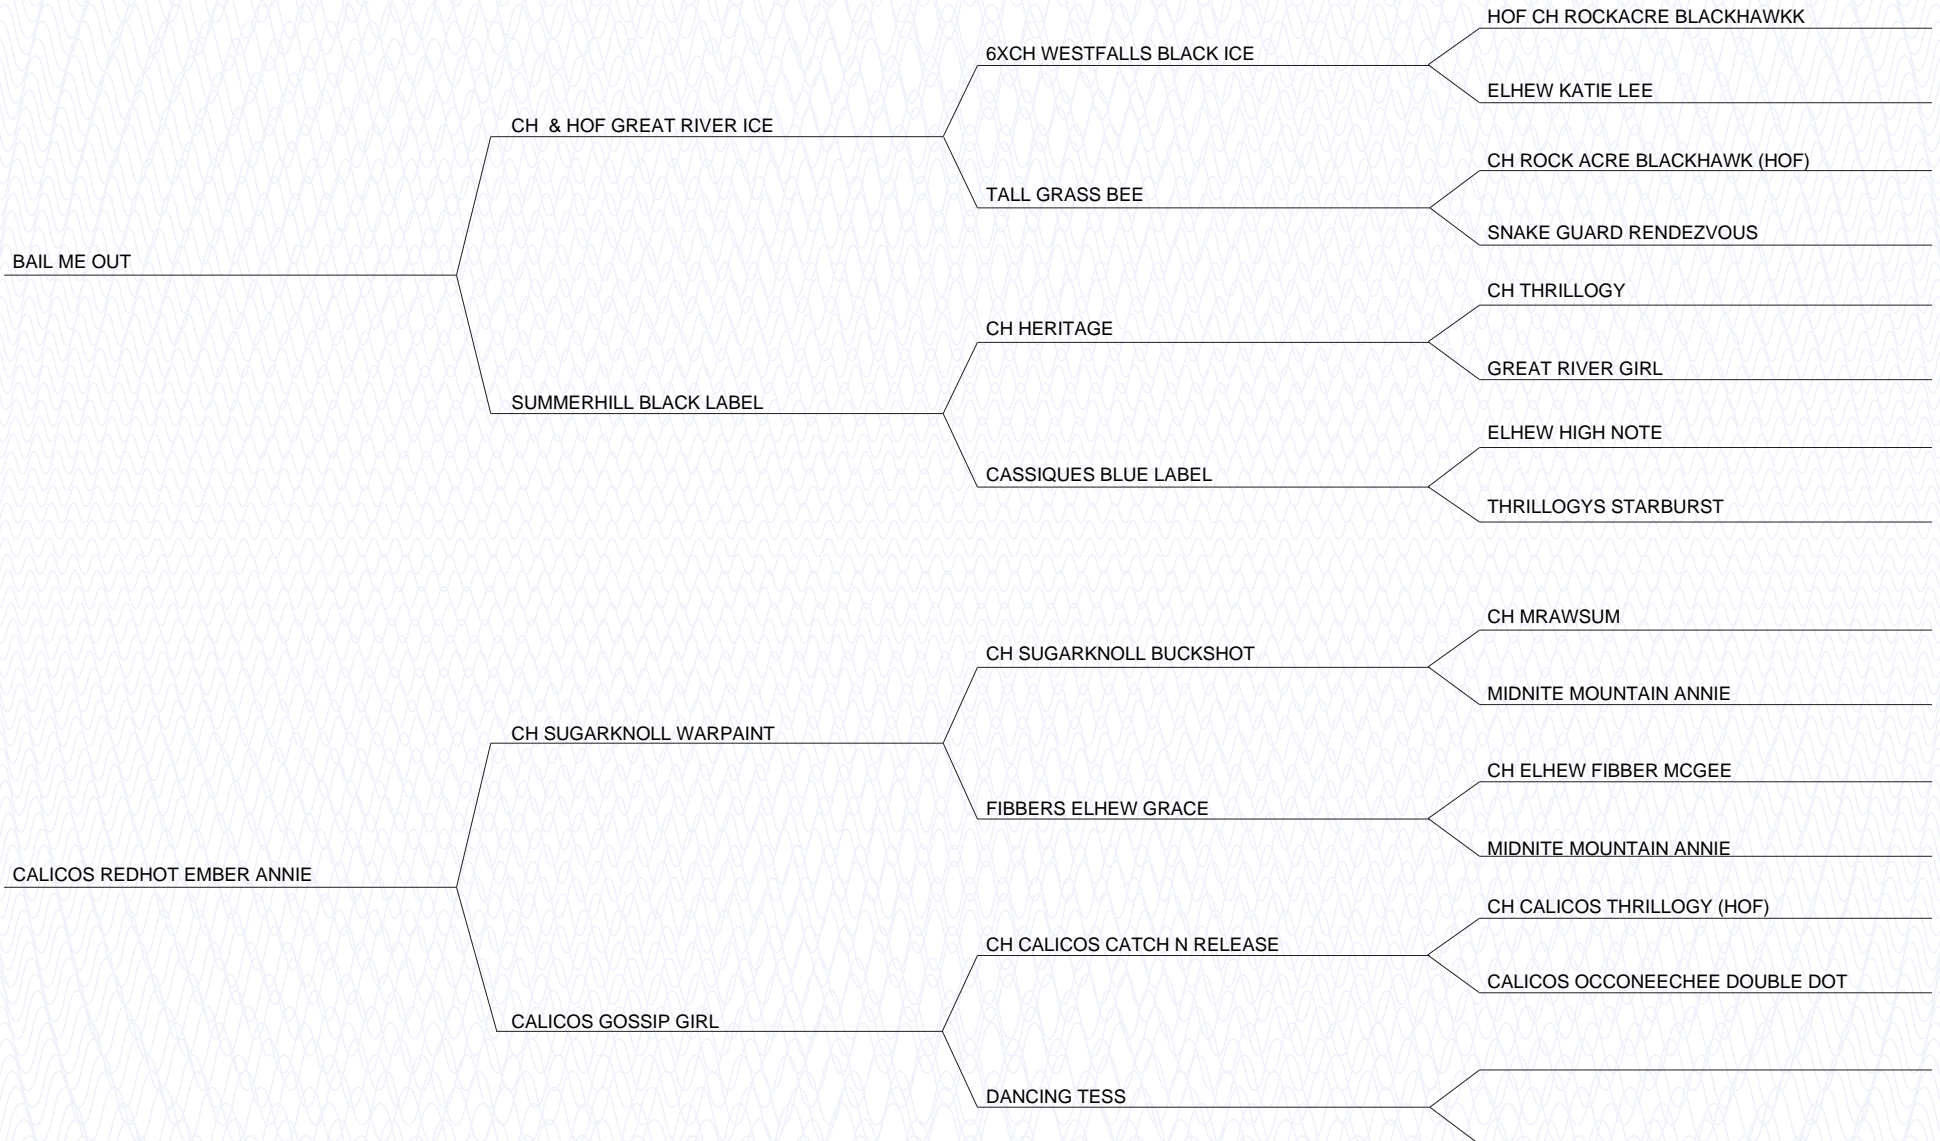 HOF CH ROCKACRE BLACKHAWKK
6XCH WESTFALLS BLACK ICE
ELHEW KATIE LEE
CH & HOF GREAT RIVER ICE
CH ROCK ACRE BLACKHAWK (HOF)
TALL GRASS BEE
SNAKE GUARD RENDEZVOUS
BAIL ME OUT
CH THRILLOGY
CH HERITAGE
GREAT RIVER GIRL
SUMMERHILL BLACK LABEL
ELHEW HIGH NOTE
CASSIQUES BLUE LABEL
THRILLOGYS STARBURST
CH MRAWSUM
CH SUGARKNOLL BUCKSHOT
MIDNITE MOUNTAIN ANNIE
CH SUGARKNOLL WARPAINT
CH ELHEW FIBBER MCGEE
FIBBERS ELHEW GRACE
MIDNITE MOUNTAIN ANNIE
CALICOS REDHOT EMBER ANNIE
CH CALICOS THRILLOGY (HOF)
CH CALICOS CATCH N RELEASE
CALICOS OCCONEECHEE DOUBLE DOT
CALICOS GOSSIP GIRL
DANCING TESS